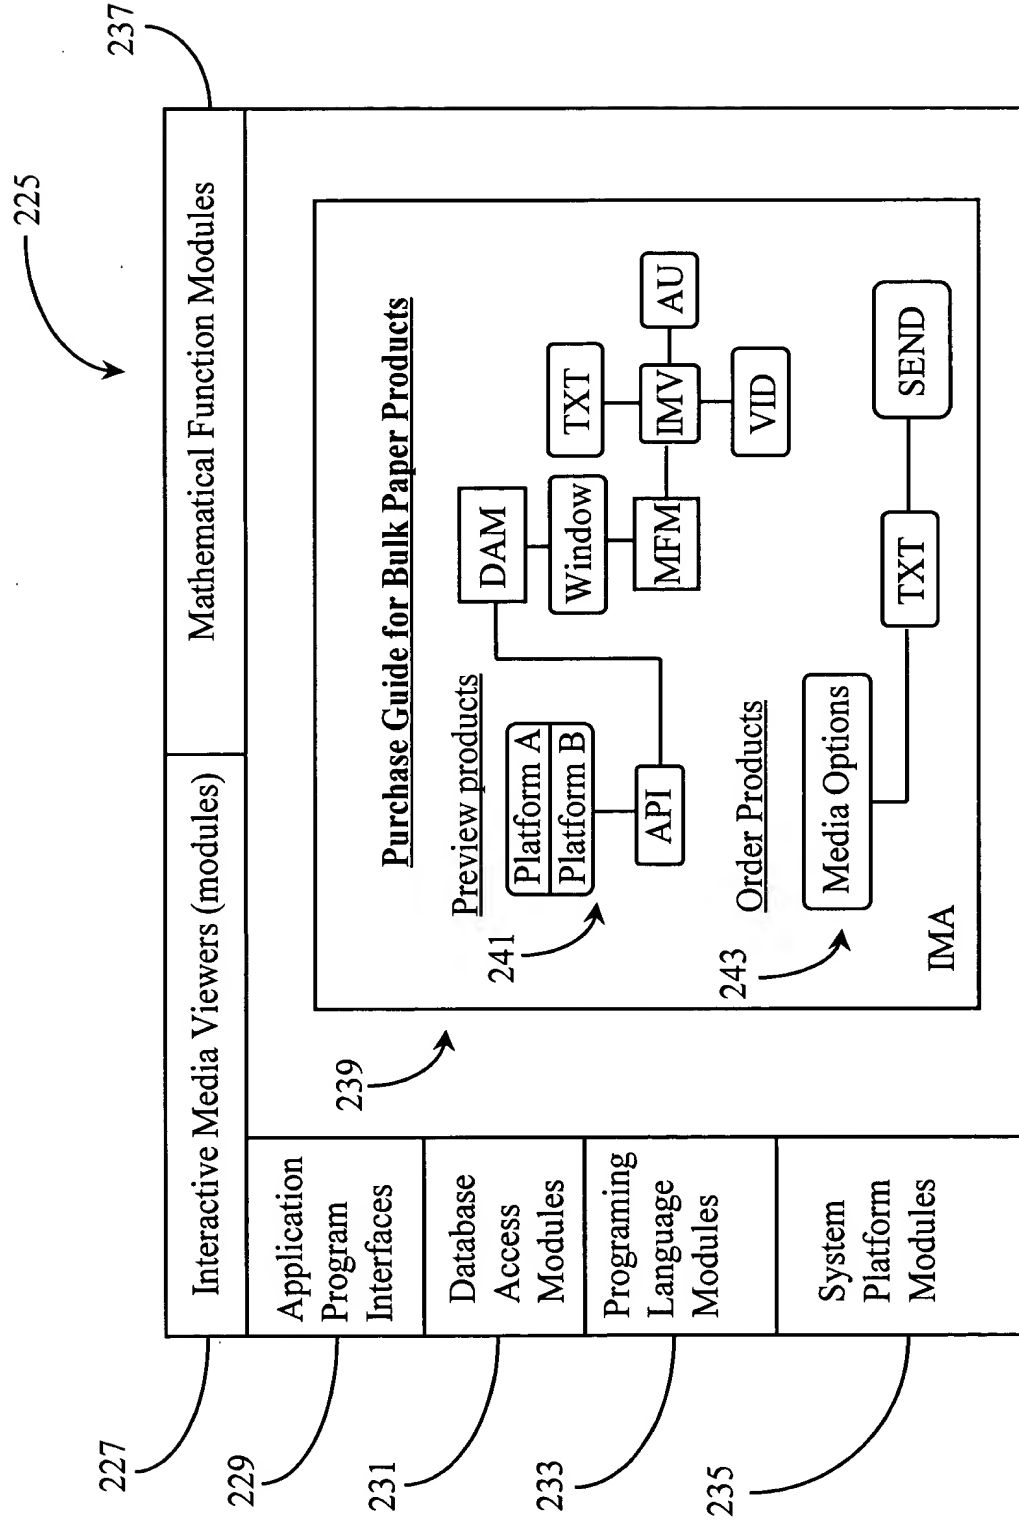 225
237
Interactive Media Viewers (modules)
Mathematical Function Modules
227
Application
Program
Interfaces
229
Database
Access
Modules
231
Programing
Language
Modules
233
System
Platform
Modules
235
239
Purchase Guide for Bulk Paper Products
Preview products
241
Platform A
Platform B
API
DAM
Window
MFM
TXT
IMV
AU
VID
Order Products
243
Media Options
TXT
SEND
IMA